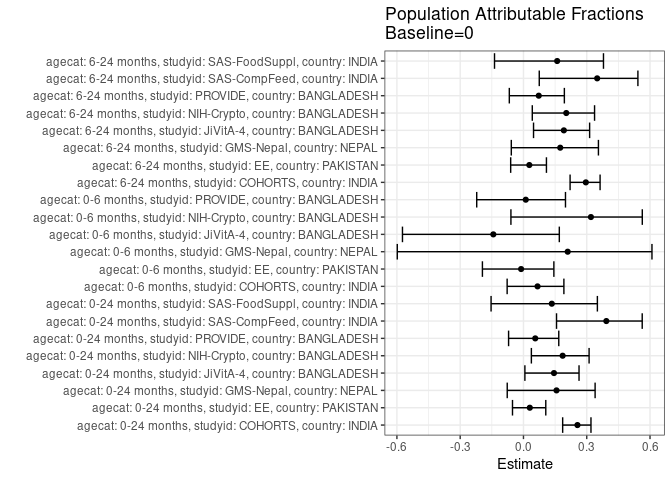 Population Attributable Fractions
Baseline=0
agecat: 6-24 months, studyid: SAS-FoodSuppl, country: INDIA
agecat: 6-24 months, studyid: SAS-CompFeed, country: INDIA
agecat: 6-24 months, studyid: PROVIDE, country: BANGLADESH
agecat: 6-24 months, studyid: NIH-Crypto, country: BANGLADESH
agecat: 6-24 months, studyid: JiVitA-4, country: BANGLADESH
agecat: 6-24 months, studyid: GMS-Nepal, country: NEPAL
agecat: 6-24 months, studyid: EE, country: PAKISTAN
agecat: 6-24 months, studyid: COHORTS, country: INDIA
agecat: 0-6 months, studyid: PROVIDE, country: BANGLADESH
agecat: 0-6 months, studyid: NIH-Crypto, country: BANGLADESH
agecat: 0-6 months, studyid: JiVitA-4, country: BANGLADESH
agecat: 0-6 months, studyid: GMS-Nepal, country: NEPAL
agecat: 0-6 months, studyid: EE, country: PAKISTAN
agecat: 0-6 months, studyid: COHORTS, country: INDIA
agecat: 0-24 months, studyid: SAS-FoodSuppl, country: INDIA
agecat: 0-24 months, studyid: SAS-CompFeed, country: INDIA
agecat: 0-24 months, studyid: PROVIDE, country: BANGLADESH
agecat: 0-24 months, studyid: NIH-Crypto, country: BANGLADESH
agecat: 0-24 months, studyid: JiVitA-4, country: BANGLADESH
agecat: 0-24 months, studyid: GMS-Nepal, country: NEPAL
agecat: 0-24 months, studyid: EE, country: PAKISTAN
agecat: 0-24 months, studyid: COHORTS, country: INDIA
-0.6 -0.3 0.0 0.3 0.6
Estimate